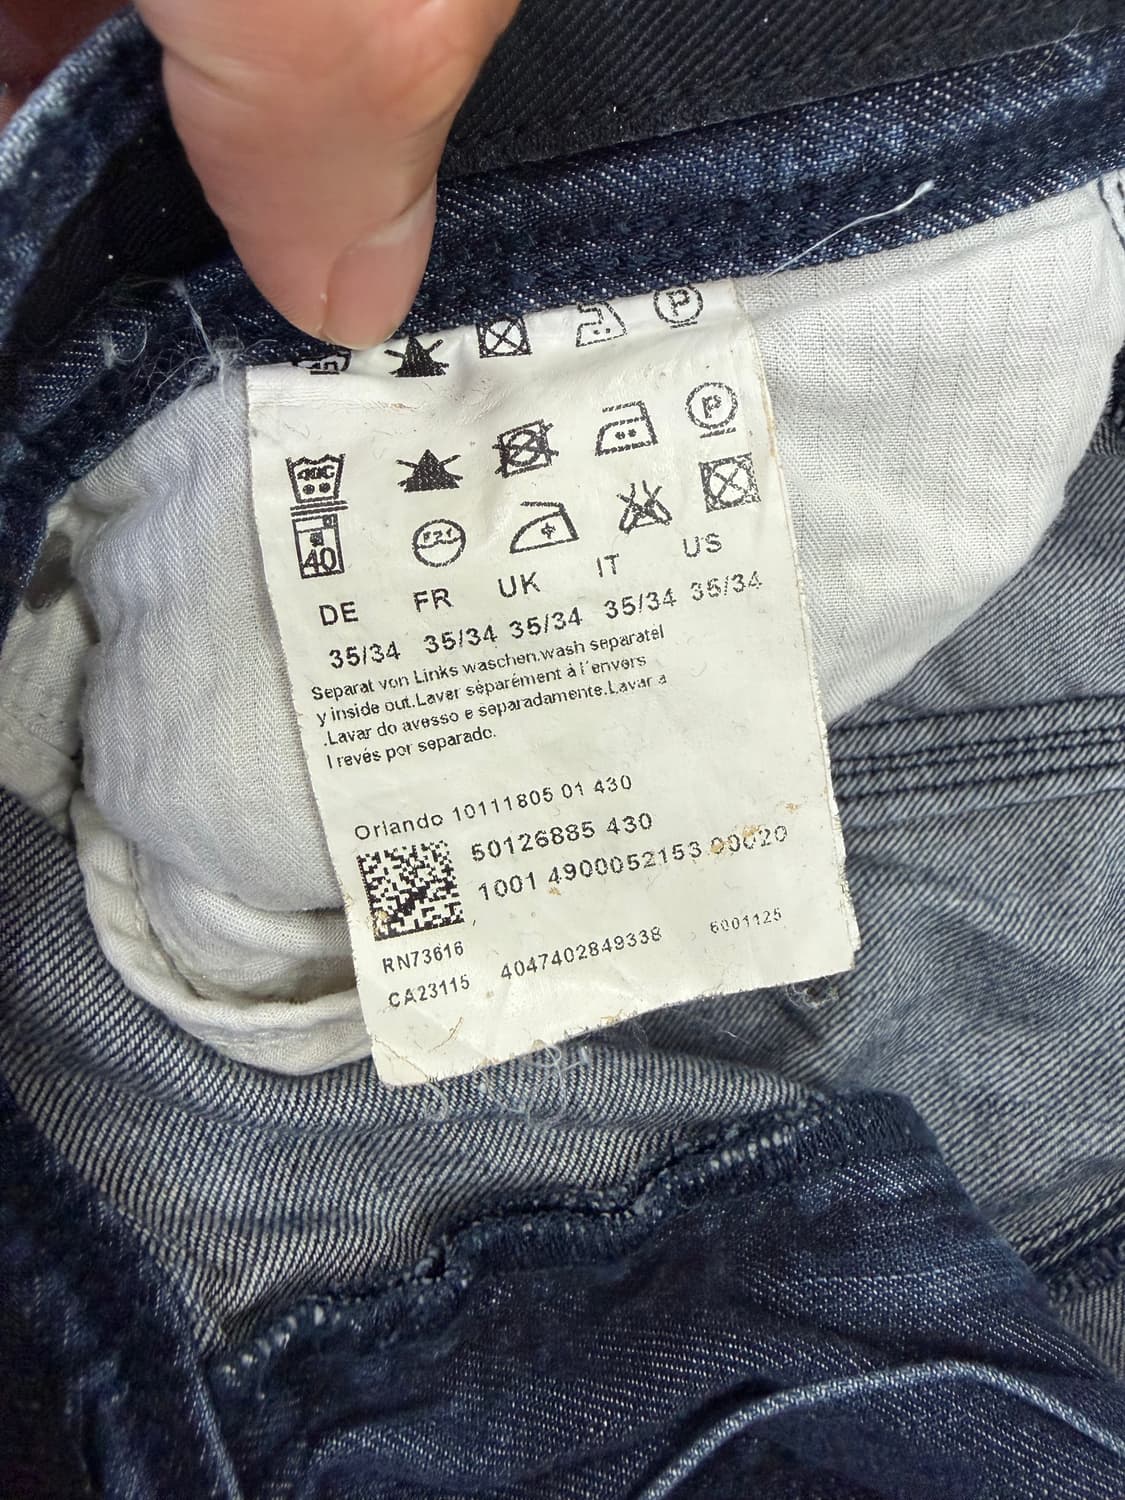 P
40C
P
40
DE FR UK IT US
35/34 35/34 35/34 35/34 35/34
Separat von Links waschen.wash separatel
y inside out.Laver séparément à l'envers
.Lavar do avesso e separadamente.Lavar a
l revés por separado.
Orlando 10111805 01 430
50126885 430
1001 4900052153 00020
RN73616
CA23115 4047402849338 6001125